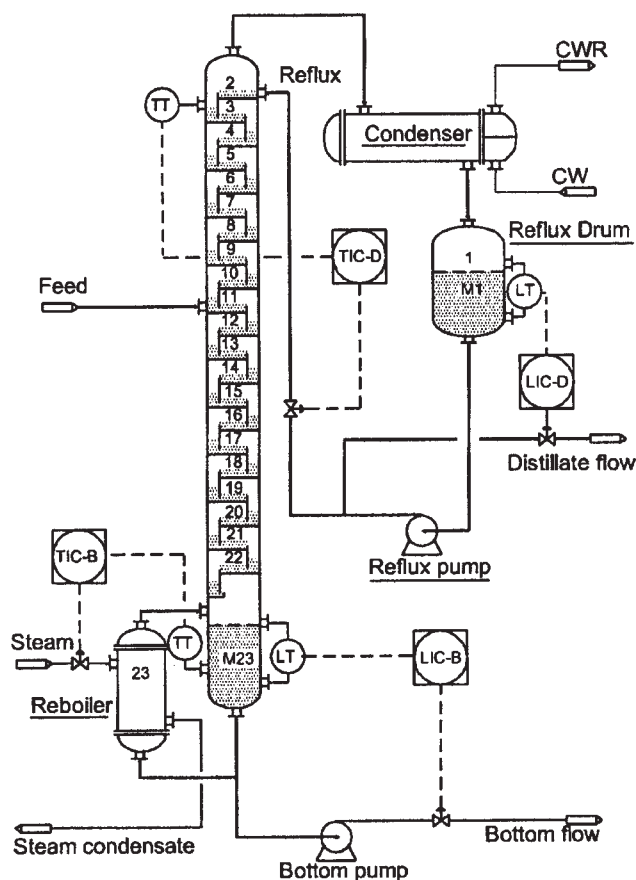 CWR
2
Reflux
TT
3
4
Condenser
5
6
CW
7
8
Reflux Drum
9
TIC-D
1
10
Feed
M1
LT
11
12
13
14
LIC-D
15
16
17
18
Distillate flow
19
20
TIC-B
21
22
Reflux pump
Steam
TT
M23
LT
LIC-B
23
Reboiler
Steam condensate
Bottom pump
Bottom flow